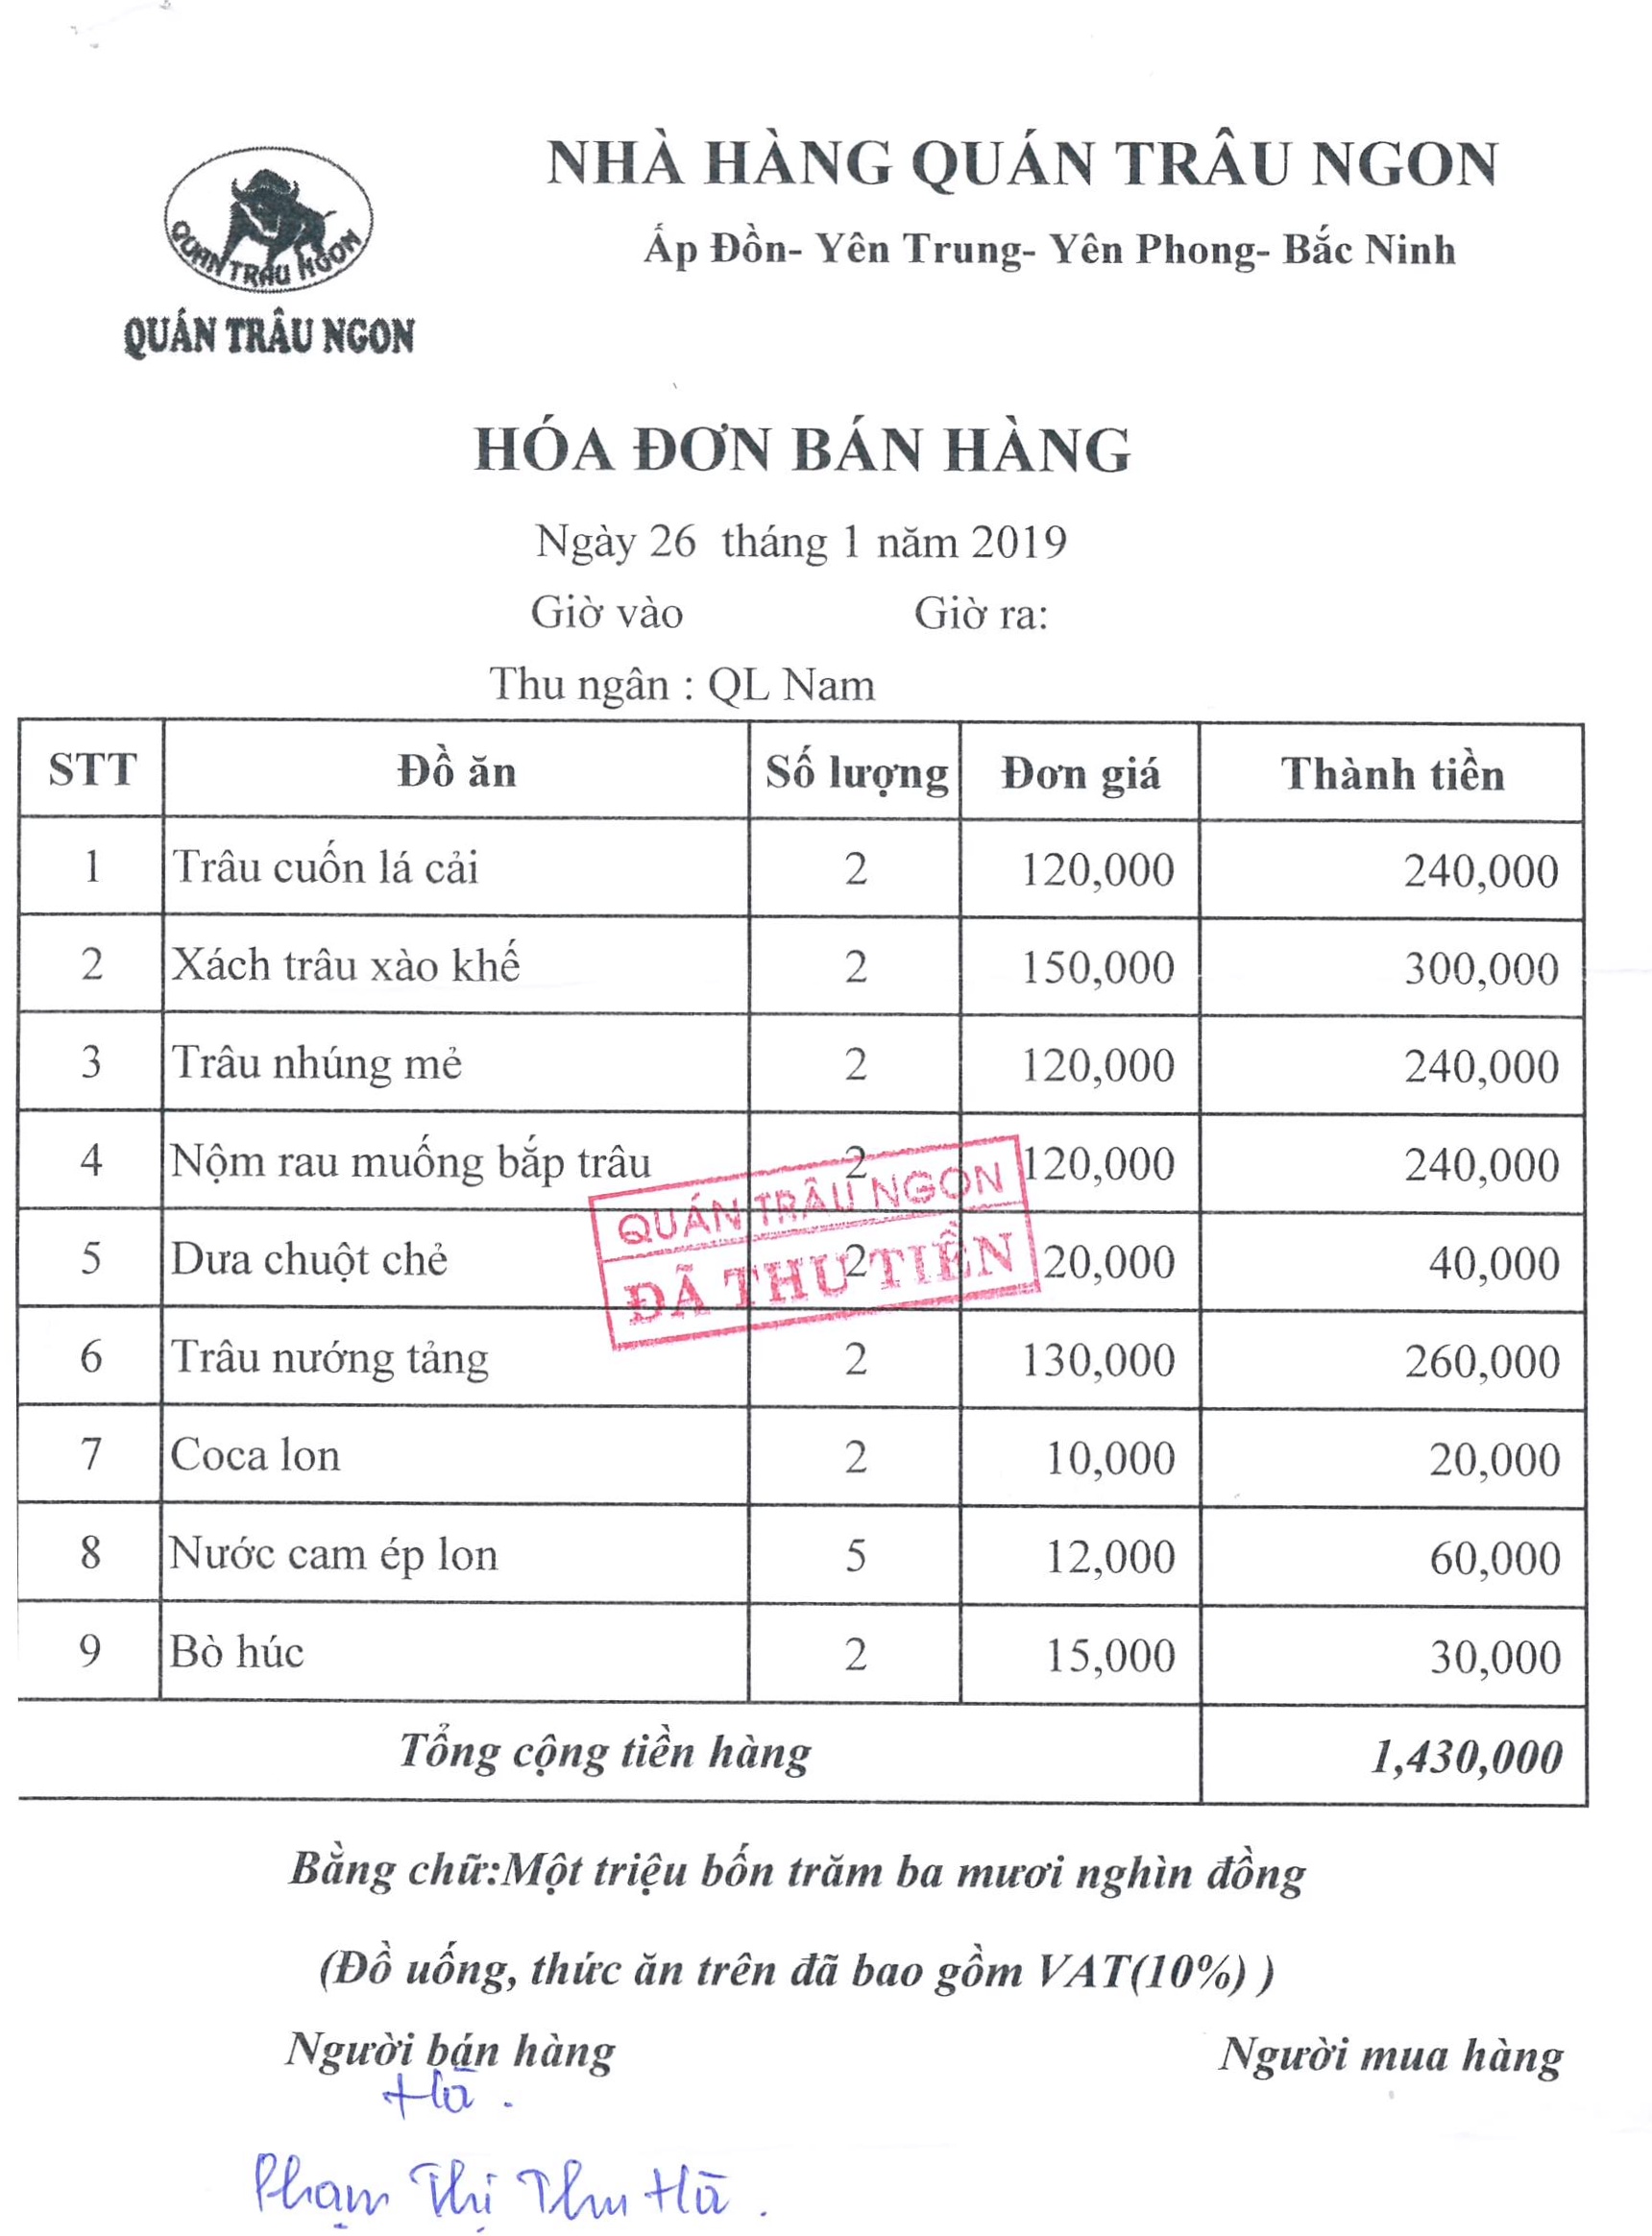 NHÀ HÀNG QUÁN TRÂU NGON
Ấp Đồn- Yên Trung- Yên Phong- Bắc Ninh
QUÁN TRÂU NGON
QUÁN TRÂU NGON
HÓA ĐƠN BÁN HÀNG
Ngày 26 tháng 1 năm 2019
Giờ vào Giờ ra:
Thu ngân : QL Nam
STT Đồ ăn Số lượng Đơn giá Thành tiền
1 Trâu cuốn lá cải 2 120,000 240,000
2 Xách trâu xào khế 2 150,000 300,000
3 Trâu nhúng mẻ 2 120,000 240,000
4 Nộm rau muống bắp trâu 2 120,000 240,000
QUÁN TRÂU NGON
5 Dưa chuột chẻ 2 20,000 40,000
ĐÃ THU TIỀN
6 Trâu nướng tảng 2 130,000 260,000
7 Coca lon 2 10,000 20,000
8 Nước cam ép lon 5 12,000 60,000
9 Bò húc 2 15,000 30,000
Tổng cộng tiền hàng 1,430,000
Bằng chữ:Một triệu bốn trăm ba mươi nghìn đồng
(Đồ uống, thức ăn trên đã bao gồm VAT(10%) )
Người bán hàng Người mua hàng
Hà .
Phạm Thị Thu Hà .